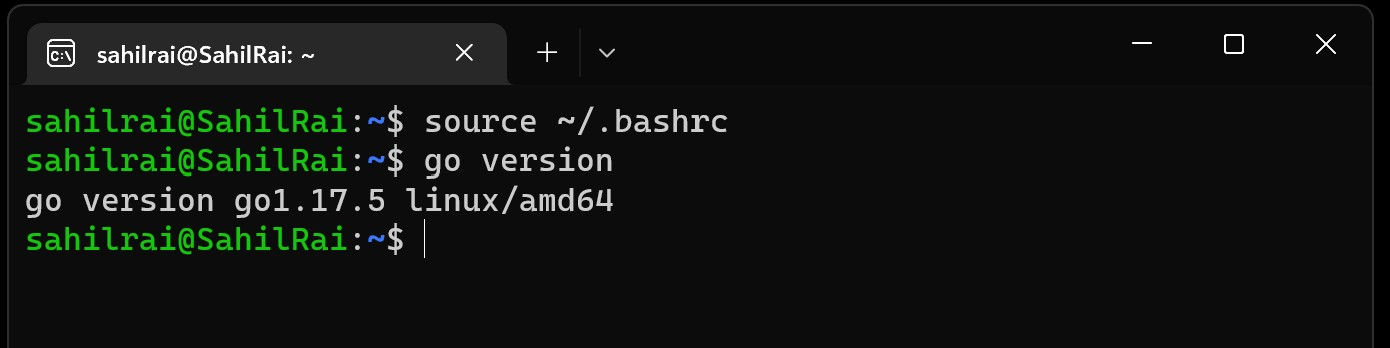 C:\
sahilrai@SahilRai: ~
sahilrai@SahilRai:~$ source ~/.bashrc
sahilrai@SahilRai:~$ go version
go version go1.17.5 linux/amd64
sahilrai@SahilRai:~$